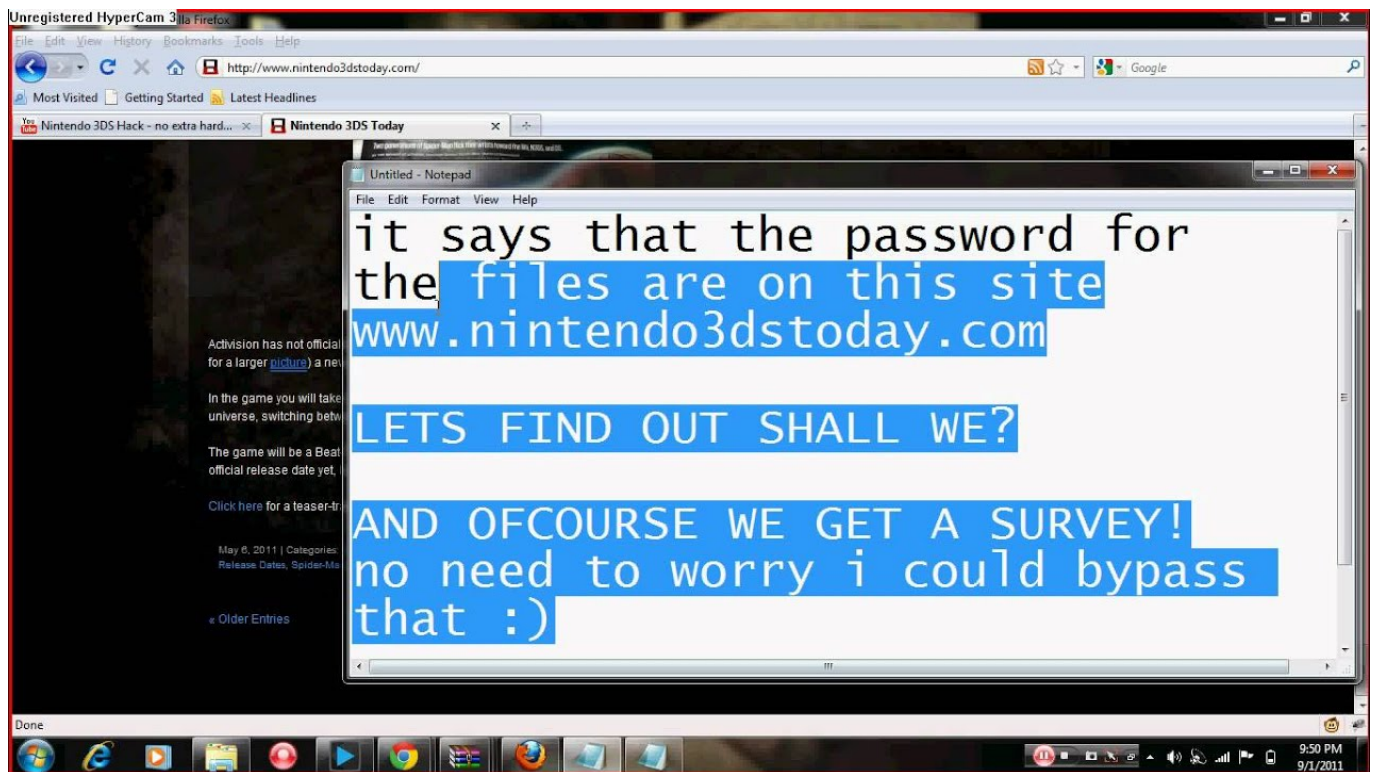 Unregistered HyperCam 3
lla Firefox
File Edit View History Bookmarks Tools Help
http://www.nintendo3dstoday.com/
Google
Most Visited Getting Started Latest Headlines
You Tube Nintendo 3DS Hack - no extra hard...
Nintendo 3DS Today
Untitled - Notepad
File Edit Format View Help
it says that the password for
the files are on this site
www.nintendo3dstoday.com
LETS FIND OUT SHALL WE?
AND OFCOURSE WE GET A SURVEY!
no need to worry i could bypass
that :)
Activision has not official
for a larger picture) a new
In the game you will take
universe, switching betw
The game will be a Beat
official release date yet,
Click here for a teaser-tr
May 6, 2011 | Categories:
Release Dates, Spider-Ma
« Older Entries
Done
9:50 PM
9/1/2011